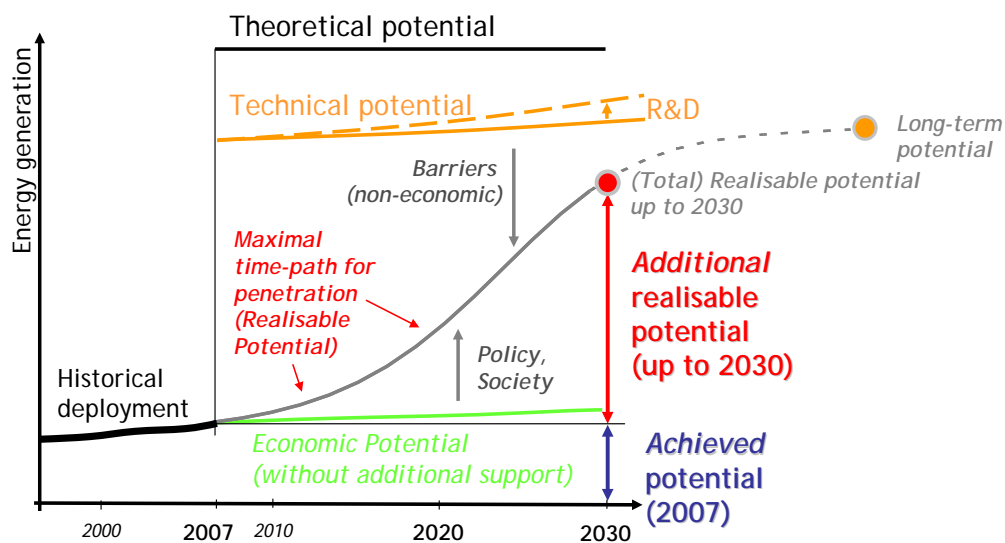 Theoretical potential
Energy generation
Technical potential
R&D
Long-term
potential
Barriers
(non-economic)
(Total) Realisable potential
up to 2030
Maximal
time-path for
penetration
(Realisable
Potential)
Additional
realisable
potential
(up to 2030)
Policy,
Society
Historical
deployment
Economic Potential
(without additional support)
Achieved
potential
(2007)
2000
2007
2010
2020
2030